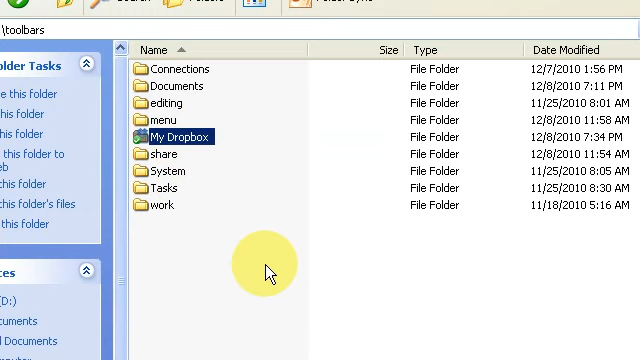 \toolbars
Name Size Type Date Modified
Connections File Folder 12/7/2010 1:56 PM
Documents File Folder 12/8/2010 7:11 PM
editing File Folder 11/25/2010 8:01 AM
menu File Folder 12/8/2010 11:58 AM
My Dropbox File Folder 12/8/2010 7:34 PM
share File Folder 12/8/2010 11:54 AM
System File Folder 11/25/2010 8:05 AM
Tasks File Folder 11/25/2010 8:30 AM
work File Folder 11/18/2010 5:16 AM
older Tasks
e this folder
this folder
this folder
this folder to
eb
this folder
this folder's files
this folder
ces
(D:)
cuments
d Documents
mputer